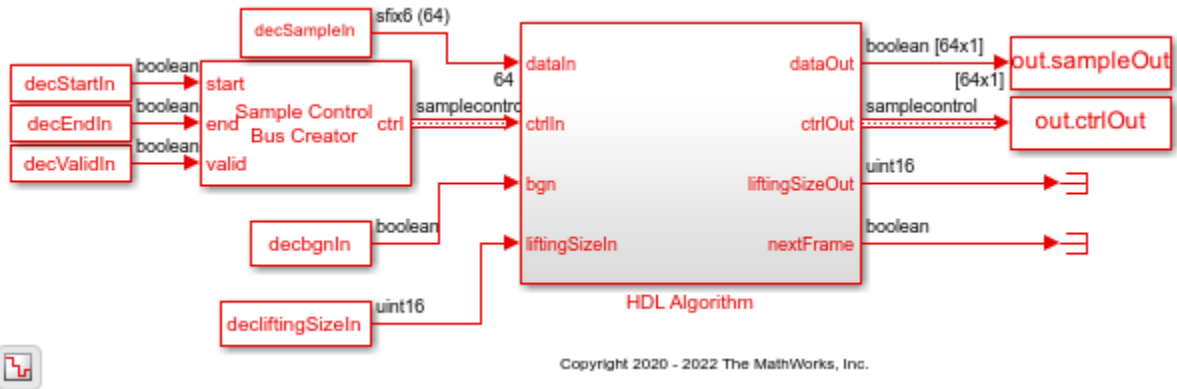 sfix6 (64)
decSampleIn
boolean
decStartIn
boolean
decEndIn
boolean
decValidIn
start
end
valid
Sample Control
Bus Creator
ctrl
64
samplecontro
boolean
decbgnIn
uint16
decliftingSizeIn
dataIn
ctrlIn
bgn
liftingSizeIn
dataOut
ctrlOut
liftingSizeOut
nextFrame
HDL Algorithm
boolean [64x1]
[64x1]
out.sampleOut
samplecontrol
out.ctrlOut
uint16
boolean
Copyright 2020 - 2022 The MathWorks, Inc.